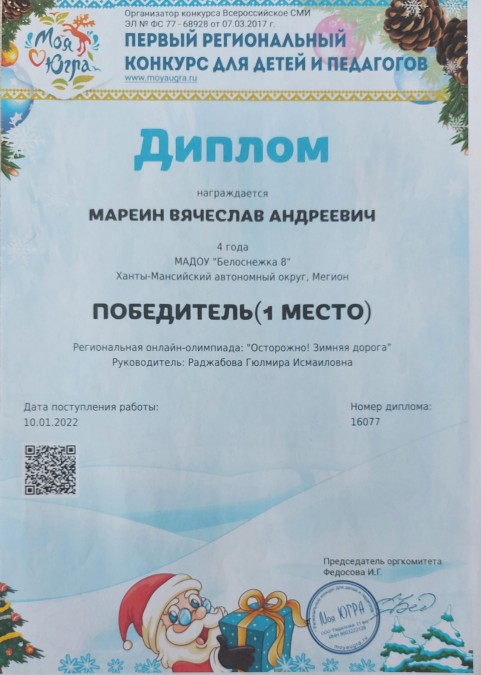 Моя
Югра
Организатор конкурса Всероссийское СМИ
ЭЛ № ФС 77 - 68928 от 07.03.2017 г.
ПЕРВЫЙ РЕГИОНАЛЬНЫЙ
КОНКУРС ДЛЯ ДЕТЕЙ И ПЕДАГОГОВ
www.moyaugra.ru
Диплом
награждается
МАРЕИН ВЯЧЕСЛАВ АНДРЕЕВИЧ
4 года
МАДОУ "Белоснежка 8"
Ханты-Мансийский автономный округ, Мегион
ПОБЕДИТЕЛЬ(1 МЕСТО)
Региональная онлайн-олимпиада: "Осторожно! Зимняя дорога"
Руководитель: Раджабова Гюлмира Исмаиловна
Дата поступления работы:
10.01.2022
Номер диплома:
16077
Председатель оргкомитета
Федосова И.Г.
Моя ЮГРА